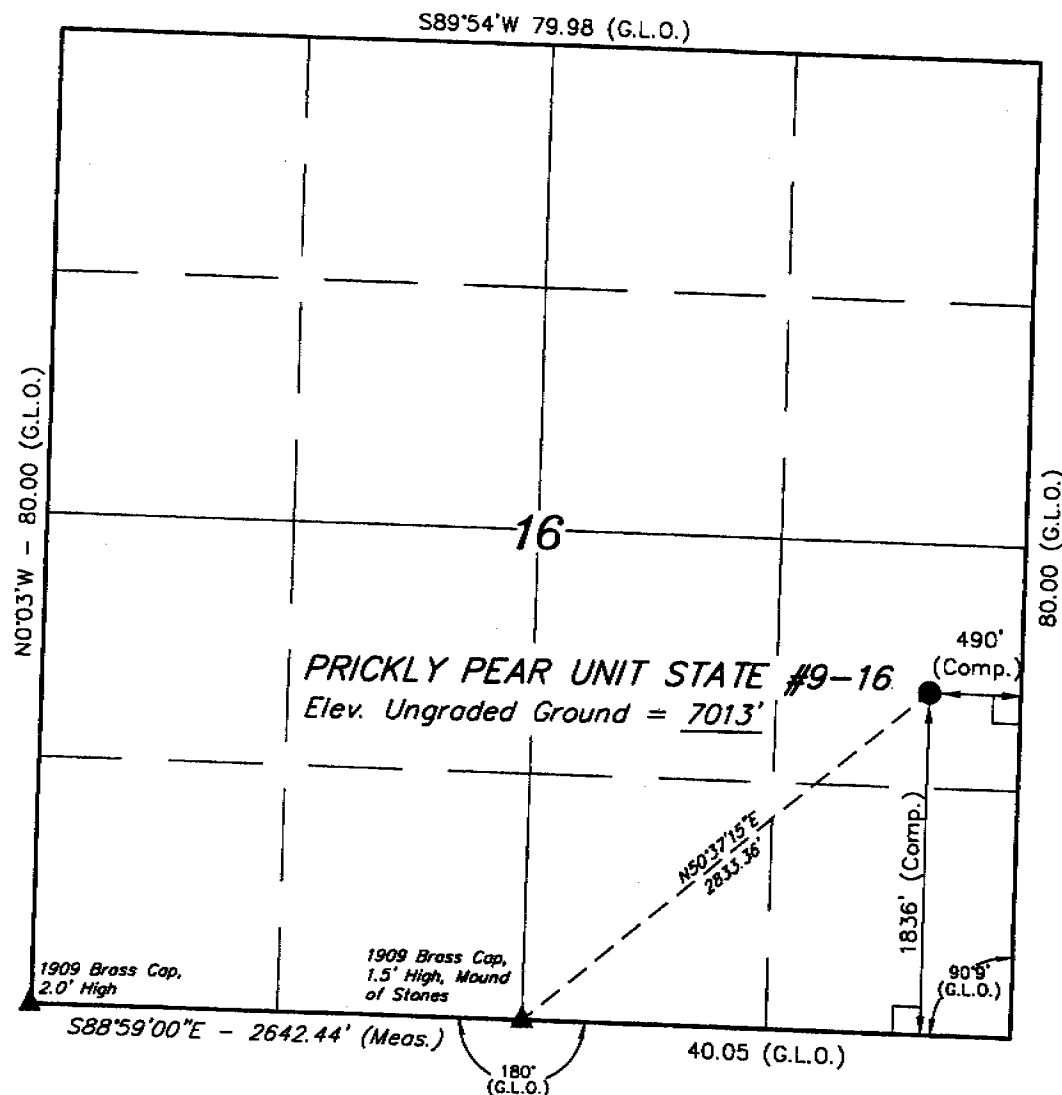 S89°54'W 79.98 (G.L.O.)
N0°03'W - 80.00 (G.L.O.)
80.00 (G.L.O.)
16
PRICKLY PEAR UNIT STATE #9-16
Elev. Ungraded Ground = 7013'
490'
(Comp.)
N50°37'15"E
2833.36'
1836' (Comp.)
1909 Brass Cap,
2.0' High
1909 Brass Cap,
1.5' High, Mound
of Stones
90°9'
(G.L.O.)
S88°59'00"E - 2642.44' (Meas.)
180°
(G.L.O.)
40.05 (G.L.O.)